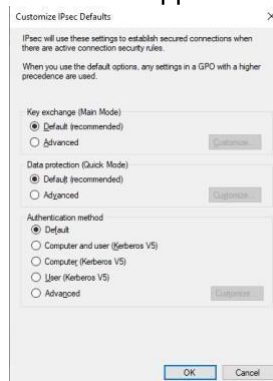 Customize IPsec Defaults
IPsec will use these settings to establish secured connections when
there are active connection security rules.
When you use the default options, any settings in a GPO with a higher
precedence are used.
Key exchange (Main Mode)
Default (recommended)
Advanced
Customize...
Data protection (Quick Mode)
Default (recommended)
Advanced
Customize...
Authentication method
Default
Computer and user (Kerberos V5)
Computer (Kerberos V5)
User (Kerberos V5)
Advanced
Customize...
OK
Cancel